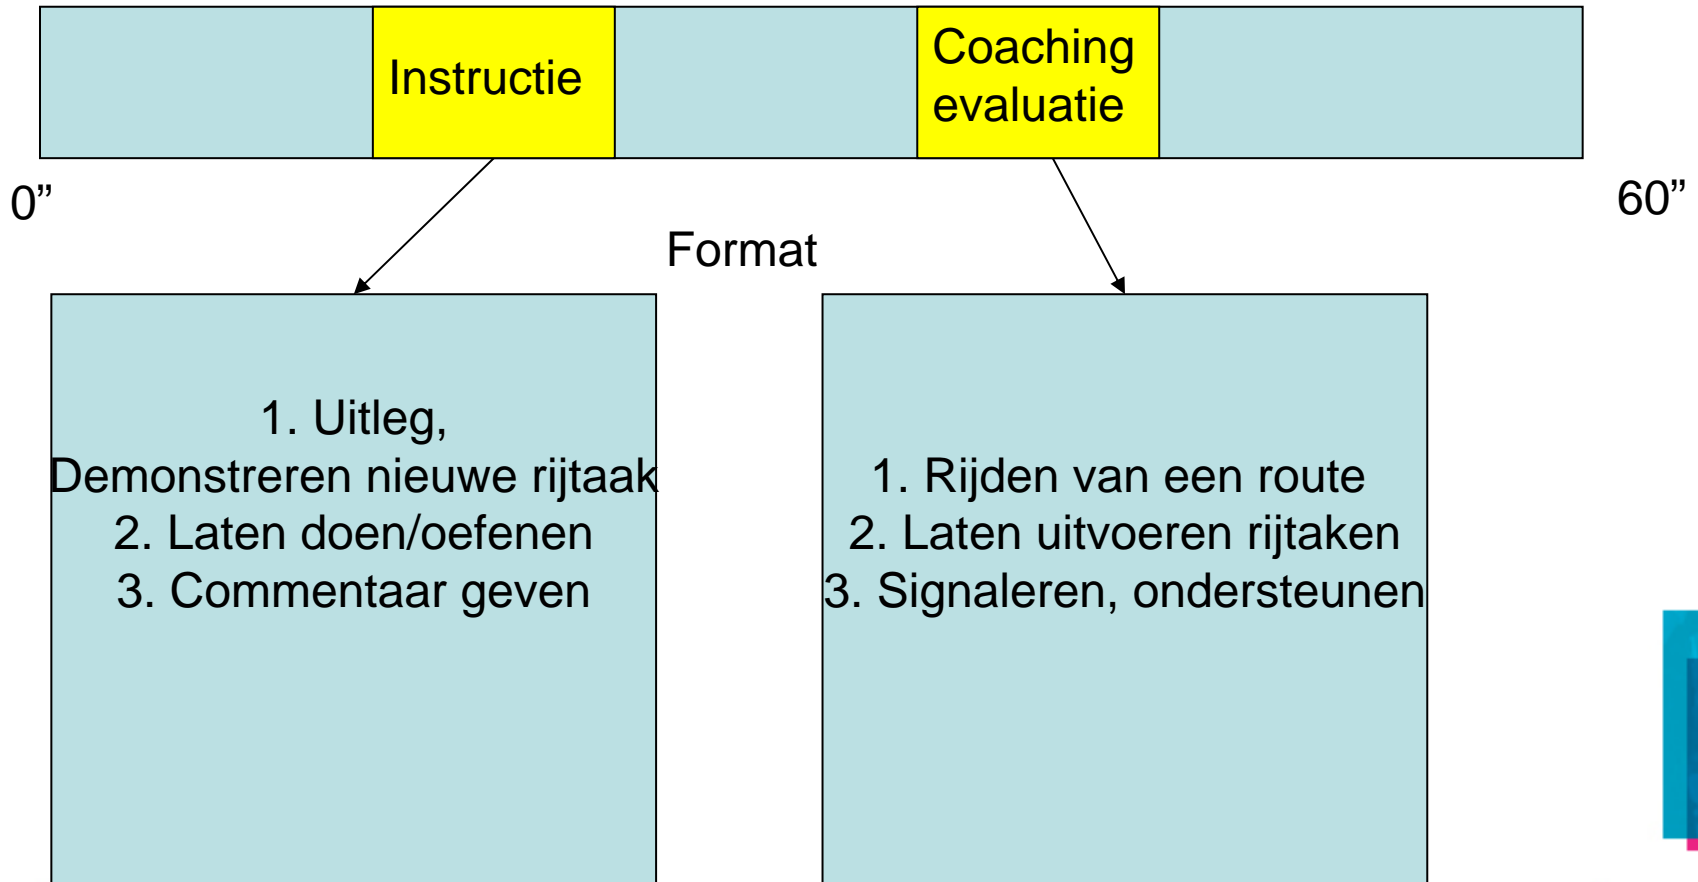 Instructie
Coaching
evaluatie
0”
60”
Format
1. Uitleg,
Demonstreren nieuwe rijtaak
2. Laten doen/oefenen
3. Commentaar geven
1. Rijden van een route
2. Laten uitvoeren rijtaken
3. Signaleren, ondersteunen